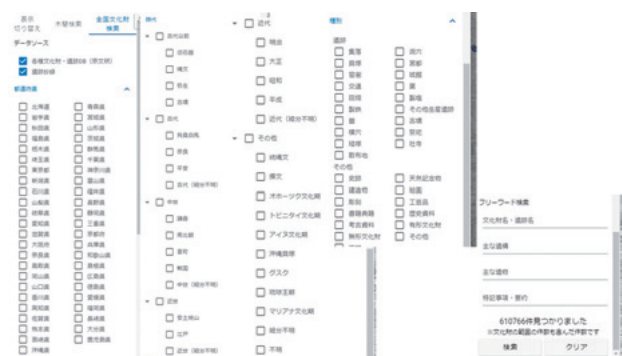 表示
切り替え
木簡検索
全国文化財
検索
データソース
各種文化財・遺跡DB（奈文研）
遺跡抄録
都道府県
北海道 青森県
岩手県 宮城県
秋田県 山形県
福島県 茨城県
栃木県 群馬県
埼玉県 千葉県
東京都 神奈川県
新潟県 富山県
石川県 福井県
山梨県 長野県
岐阜県 静岡県
愛知県 三重県
滋賀県 京都府
大阪府 兵庫県
奈良県 和歌山県
鳥取県 島根県
岡山県 広島県
山口県 徳島県
香川県 愛媛県
高知県 福岡県
佐賀県 長崎県
熊本県 大分県
宮崎県 鹿児島県
沖縄県
時代
古代以前
旧石器
縄文
弥生
古墳
古代
飛鳥白鳳
奈良
平安
古代（細分不明）
中世
鎌倉
南北朝
室町
戦国
中世（細分不明）
近世
安土桃山
江戸
近世（細分不明）
近代
明治
大正
昭和
平成
近代（細分不明）
その他
続縄文
擦文
オホーツク文化期
トビニタイ文化期
アイヌ文化期
沖縄貝塚
グスク
琉球王朝
マリアナ文化期
細分不明
不明
種別
遺跡
集落 洞穴
貝塚 宮都
官衙 城館
交通 墓
田畑 製塩
製鉄 その他生産遺跡
窯 古墳
横穴 祭祀
経塚 社寺
散布地
その他
史跡 天然記念物
建造物 絵画
彫刻 工芸品
書籍典籍 歴史資料
考古資料 有形文化財
無形文化財 その他
フリーワード検索
文化財名・遺跡名
主な遺構
主な遺物
特記事項・要約
610766件見つかりました
※文化財の範囲の件数も含んだ件数です
検索 クリア